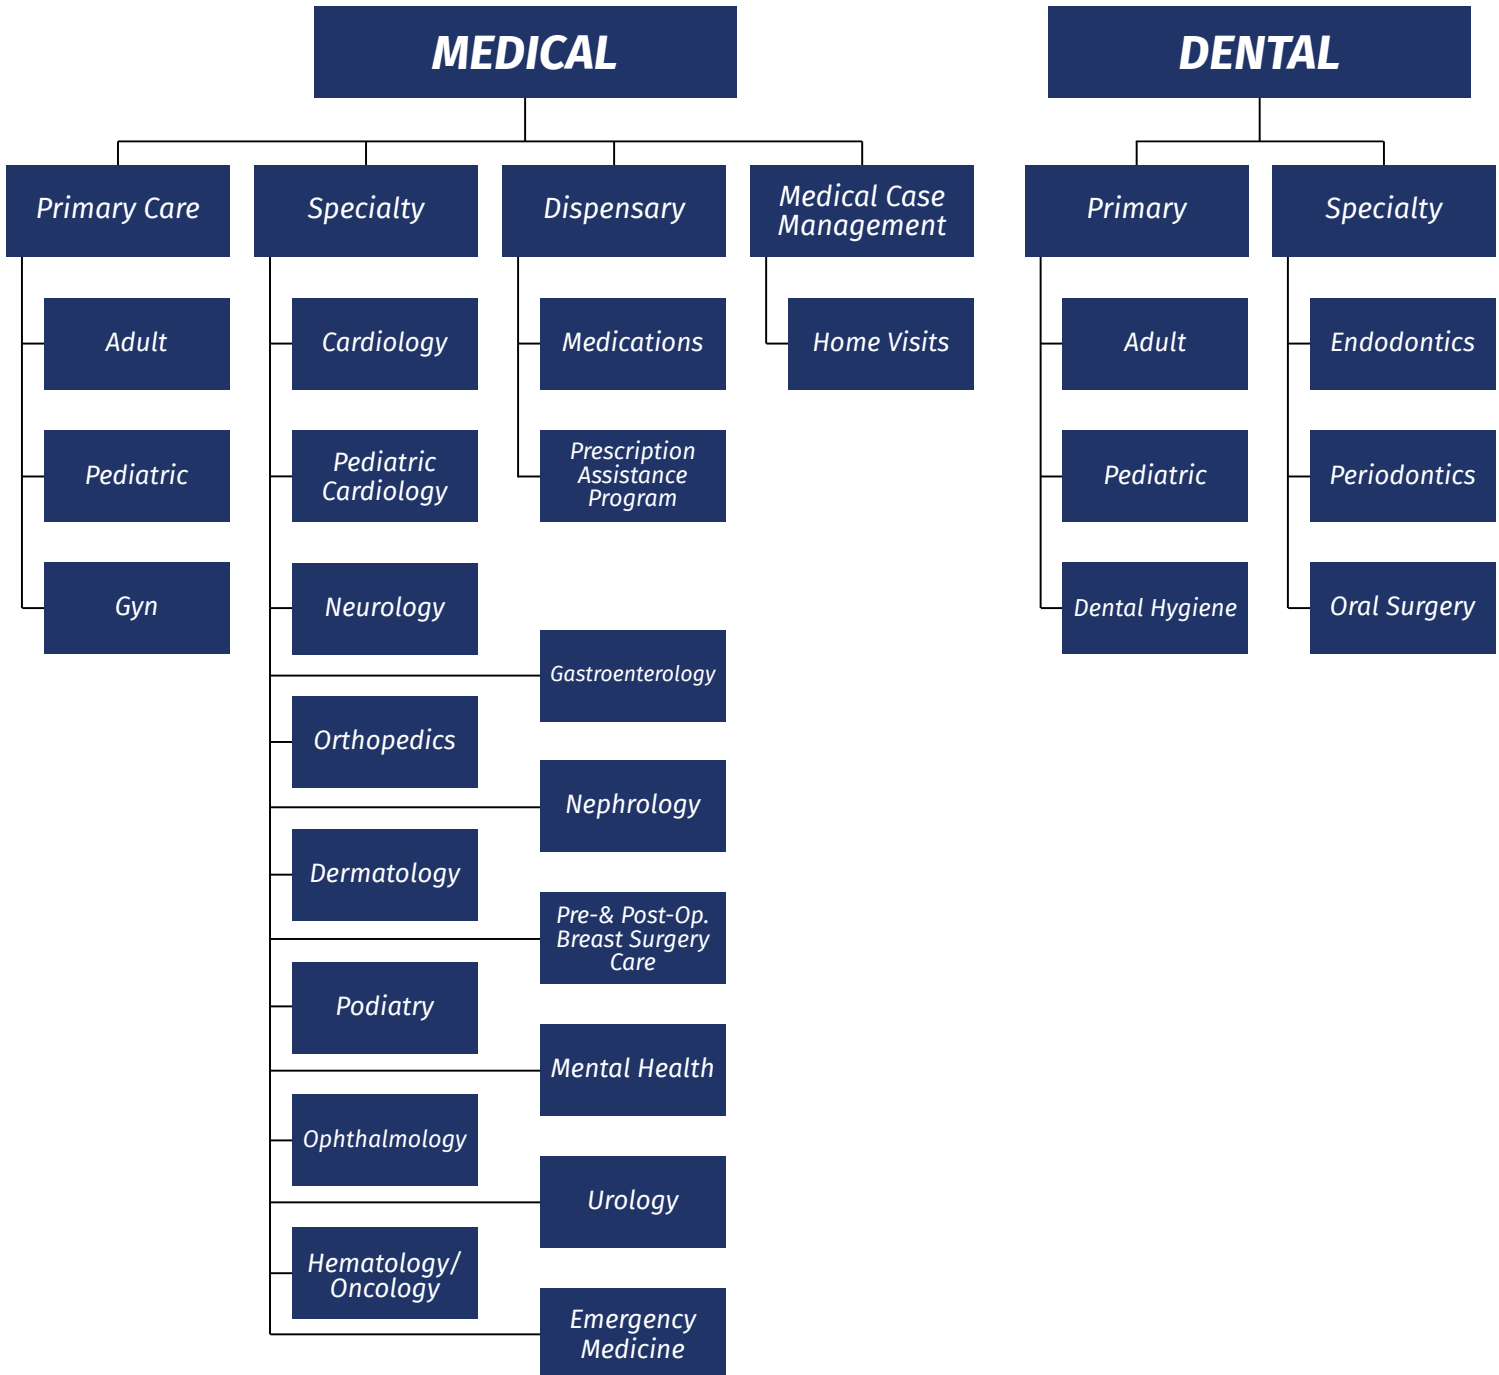 MEDICAL
DENTAL
Primary Care
Specialty
Dispensary
Medical Case
Management
Primary
Specialty
Adult
Cardiology
Medications
Home Visits
Adult
Endodontics
Pediatric
Pediatric
Cardiology
Prescription
Assistance
Program
Pediatric
Periodontics
Gyn
Neurology
Dental Hygiene
Oral Surgery
Gastroenterology
Orthopedics
Nephrology
Dermatology
Pre-& Post-Op.
Breast Surgery
Care
Podiatry
Mental Health
Ophthalmology
Urology
Hematology/
Oncology
Emergency
Medicine